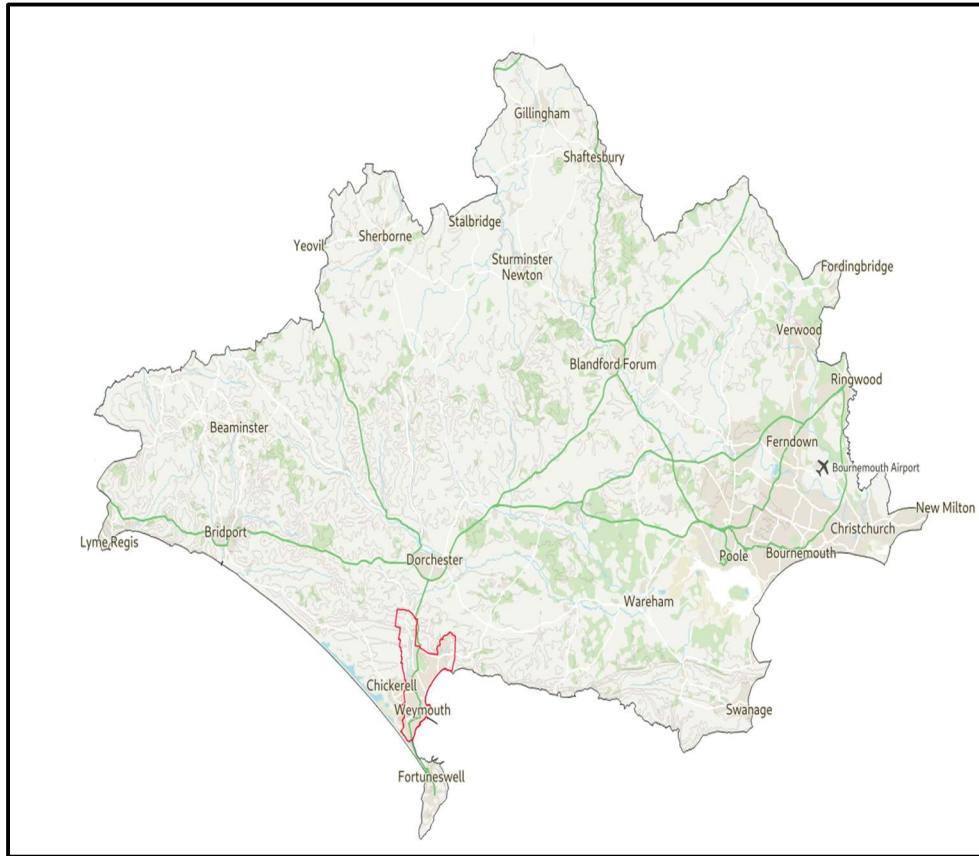 Gillingham
Shaftesbury
Stalbridge
Sherborne
Yeovil
Sturminster
Newton
Fordingbridge
Verwood
Blandford Forum
Ringwood
Beaminster
Ferndown
Bournemouth Airport
New Milton
Christchurch
Lyme Regis
Bridport
Dorchester
Poole
Bournemouth
Wareham
Chickerell
Weymouth
Swanage
Fortuneswell